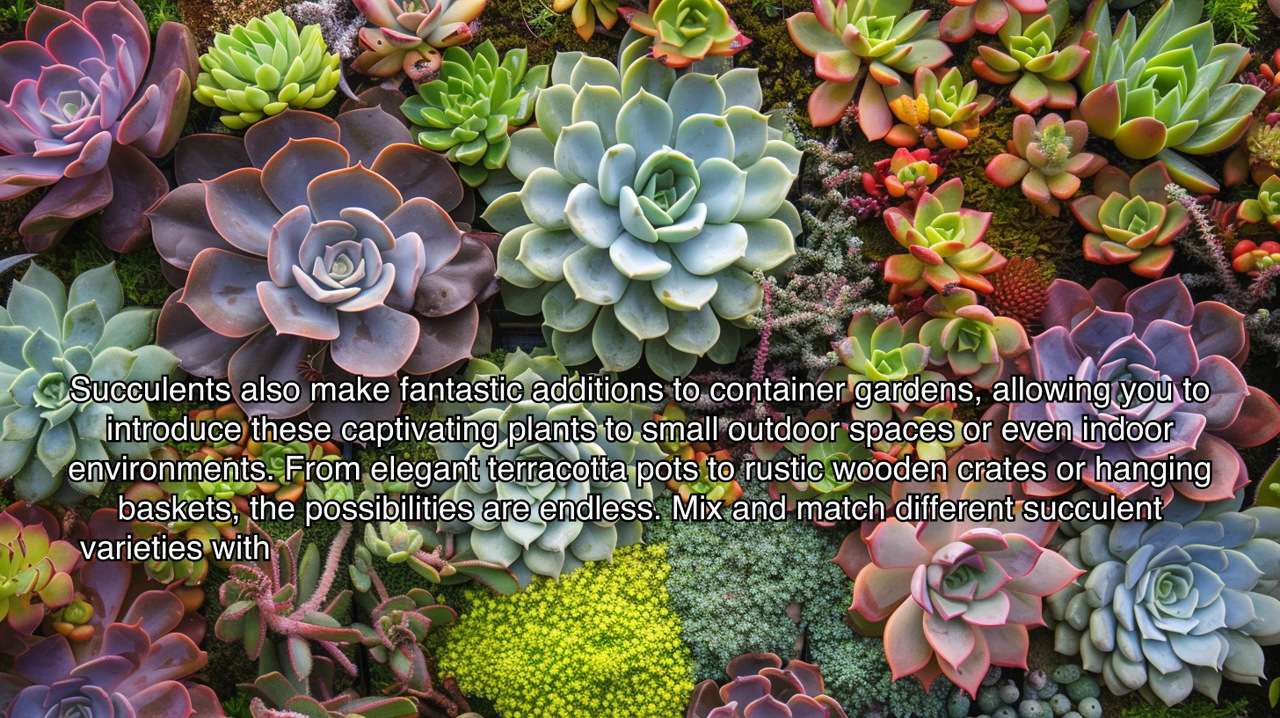 Succulents also make fantastic additions to container gardens, allowing you to
introduce these captivating plants to small outdoor spaces or even indoor
environments. From elegant terracotta pots to rustic wooden crates or hanging
baskets, the possibilities are endless. Mix and match different succulent
varieties with